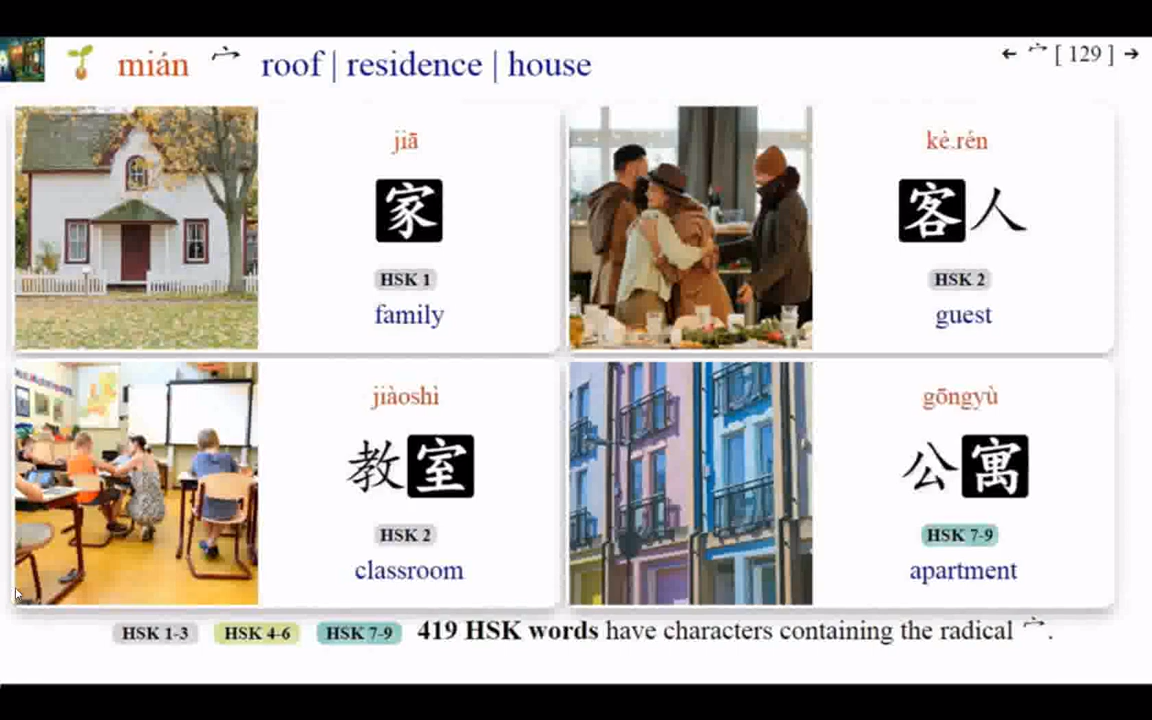 mián 宀 roof | residence | house
← 宀 [ 129 ] →
jiā
家
HSK 1
family
kè.rén
客人
HSK 2
guest
jiàoshì
教室
HSK 2
classroom
gōngyù
公寓
HSK 7-9
apartment
HSK 1-3 HSK 4-6 HSK 7-9 419 HSK words have characters containing the radical 宀.